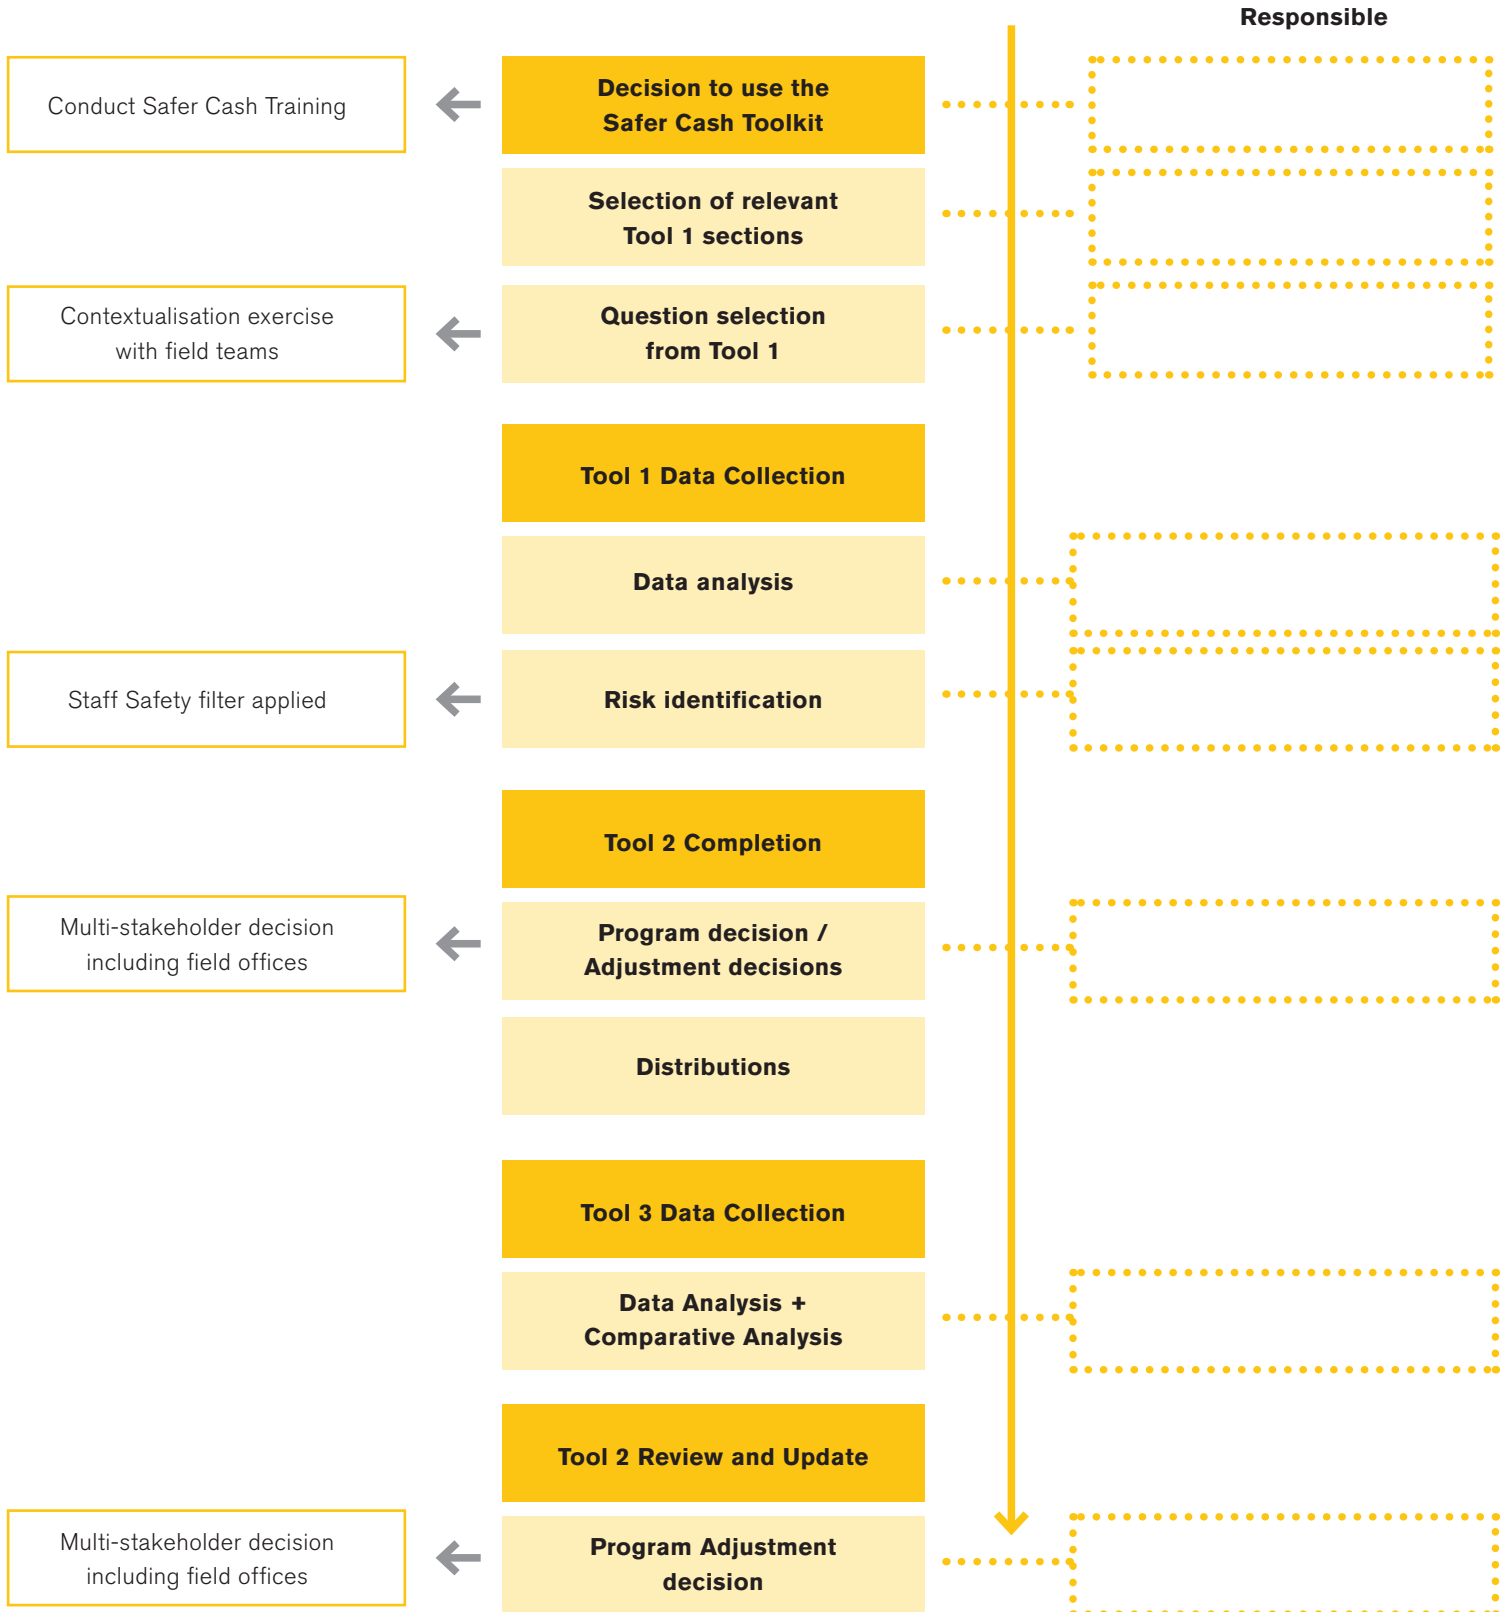 Responsible
Conduct Safer Cash Training
Decision to use the
Safer Cash Toolkit
Selection of relevant
Tool 1 sections
Contextualisation exercise
with field teams
Question selection
from Tool 1
Tool 1 Data Collection
Data analysis
Staff Safety filter applied
Risk identification
Tool 2 Completion
Multi-stakeholder decision
including field offices
Program decision /
Adjustment decisions
Distributions
Tool 3 Data Collection
Data Analysis +
Comparative Analysis
Tool 2 Review and Update
Multi-stakeholder decision
including field offices
Program Adjustment
decision